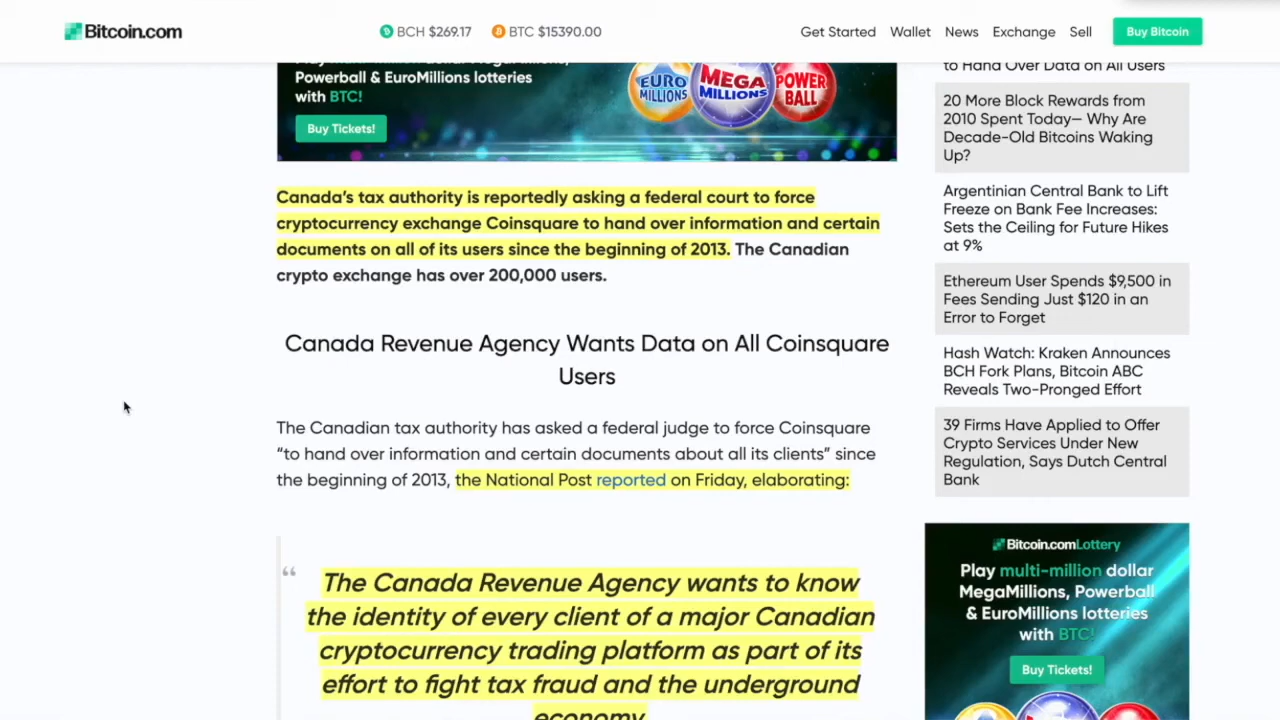 Bitcoin.com
BCH $269.17
BTC $15390.00
Get Started
Wallet
News
Exchange
Sell
Buy Bitcoin
Powerball & EuroMillions lotteries
with BTC!
Buy Tickets!
EURO
MILLIONS
MEGA
MILLIONS
POWER
BALL
Canada's tax authority is reportedly asking a federal court to force
cryptocurrency exchange Coinsquare to hand over information and certain
documents on all of its users since the beginning of 2013. The Canadian
crypto exchange has over 200,000 users.
Canada Revenue Agency Wants Data on All Coinsquare
Users
The Canadian tax authority has asked a federal judge to force Coinsquare
“to hand over information and certain documents about all its clients” since
the beginning of 2013, the National Post reported on Friday, elaborating:
“
The Canada Revenue Agency wants to know
the identity of every client of a major Canadian
cryptocurrency trading platform as part of its
effort to fight tax fraud and the underground
economy
to Hand Over Data on All Users
20 More Block Rewards from
2010 Spent Today— Why Are
Decade-Old Bitcoins Waking
Up?
Argentinian Central Bank to Lift
Freeze on Bank Fee Increases:
Sets the Ceiling for Future Hikes
at 9%
Ethereum User Spends $9,500 in
Fees Sending Just $120 in an
Error to Forget
Hash Watch: Kraken Announces
BCH Fork Plans, Bitcoin ABC
Reveals Two-Pronged Effort
39 Firms Have Applied to Offer
Crypto Services Under New
Regulation, Says Dutch Central
Bank
Bitcoin.comLottery
Play multi-million dollar
MegaMillions, Powerball
& EuroMillions lotteries
with BTC!
Buy Tickets!